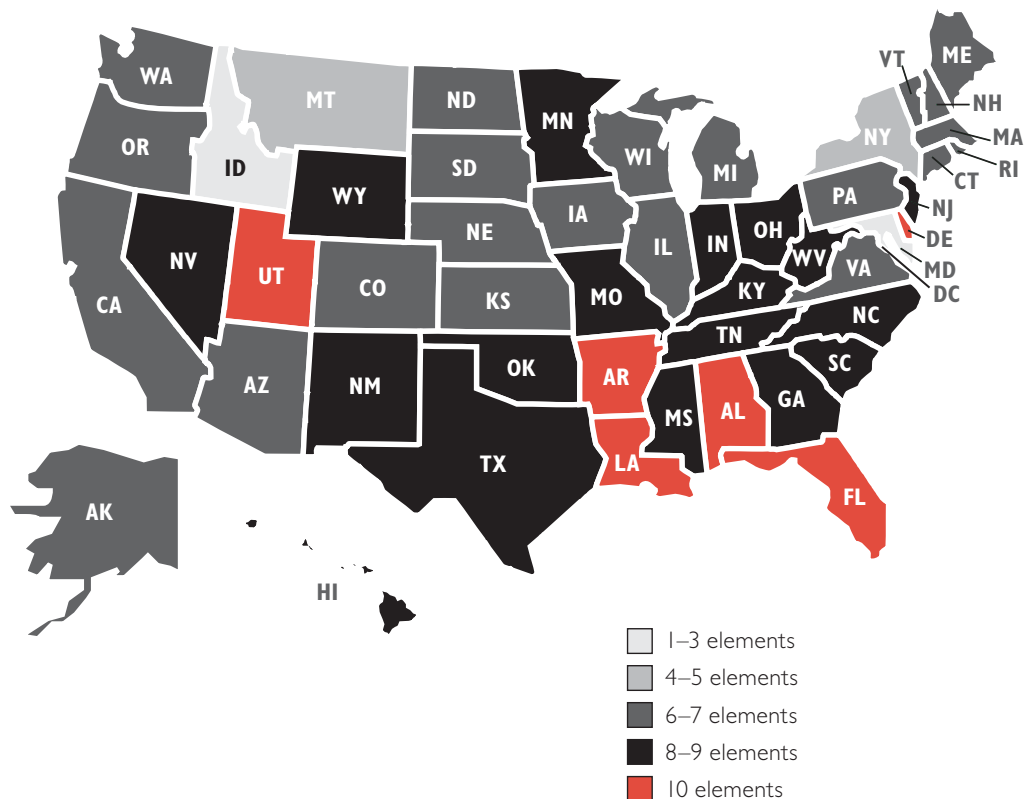 WA
OR
CA
ID
NV
MT
WY
UT
AZ
CO
NM
ND
SD
NE
KS
OK
TX
MN
IA
MO
AR
LA
WI
IL
MI
IN
OH
KY
TN
MS
AL
GA
FL
SC
NC
VA
WV
PA
NY
VT
ME
NH
MA
RI
CT
NJ
DE
MD
DC
AK
HI
1–3 elements
4–5 elements
6–7 elements
8–9 elements
10 elements